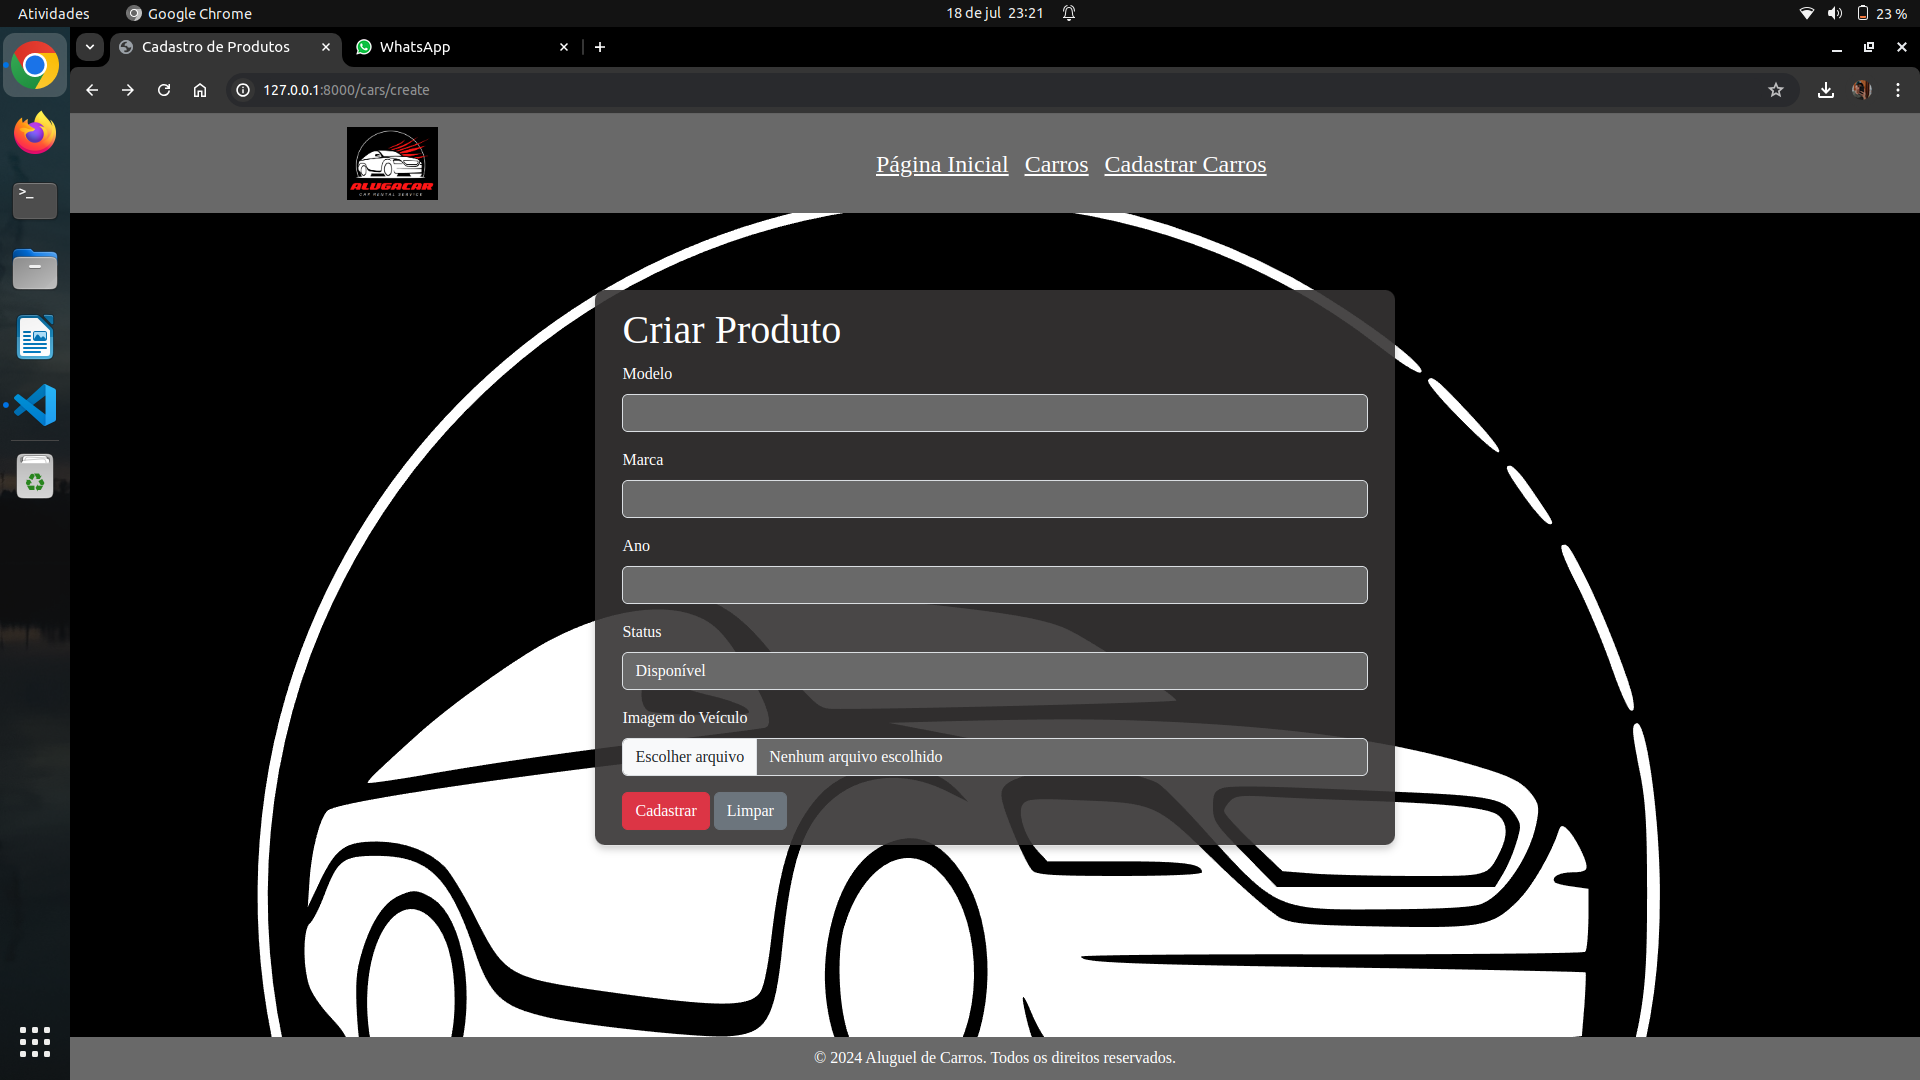 Atividades
Google Chrome
18 de jul 23:21
23 %
Cadastro de Produtos
WhatsApp
127.0.0.1:8000/cars/create
ALUGACAR
CAR RENTAL SERVICE
Página Inicial Carros Cadastrar Carros
Criar Produto
Modelo
Marca
Ano
Status
Disponível
Imagem do Veículo
Escolher arquivo Nenhum arquivo escolhido
Cadastrar Limpar
© 2024 Aluguel de Carros. Todos os direitos reservados.